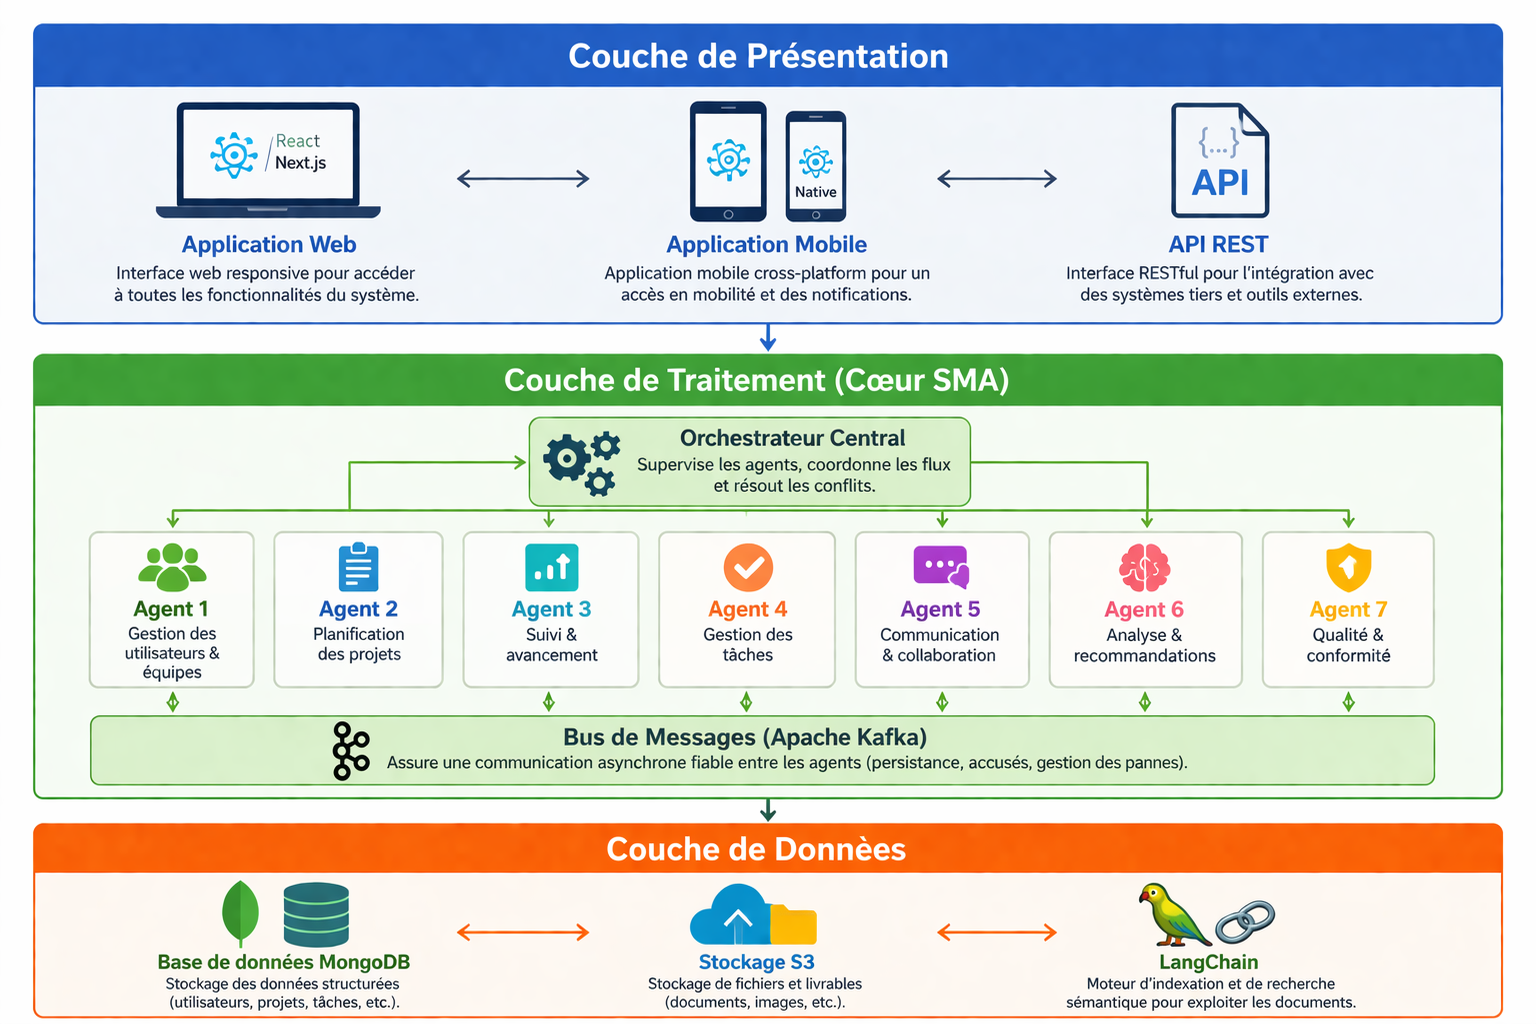 Couche de Présentation
React
Next.js
Native
{...}
API
Application Web
Application Mobile
API REST
Interface web responsive pour accéder
à toutes les fonctionnalités du système.
Application mobile cross-platform pour un
accès en mobilité et des notifications.
Interface RESTful pour l'intégration avec
des systèmes tiers et outils externes.
Couche de Traitement (Cœur SMA)
Orchestrateur Central
Supervise les agents, coordonne les flux
et résout les conflits.
Agent 1
Gestion des
utilisateurs &
équipes
Agent 2
Planification
des projets
Agent 3
Suivi &
avancement
Agent 4
Gestion des
tâches
Agent 5
Communication
& collaboration
Agent 6
Analyse &
recommandations
Agent 7
Qualité &
conformité
Bus de Messages (Apache Kafka)
Assure une communication asynchrone fiable entre les agents (persistance, accusés, gestion des pannes).
Couche de Donnèes
Base de données MongoDB
Stockage des données structurées
(utilisateurs, projets, tâches, etc.).
Stockage S3
Stockage de fichiers et livrables
(documents, images, etc.).
LangChain
Moteur d'indexation et de recherche
sémantique pour exploiter les documents.